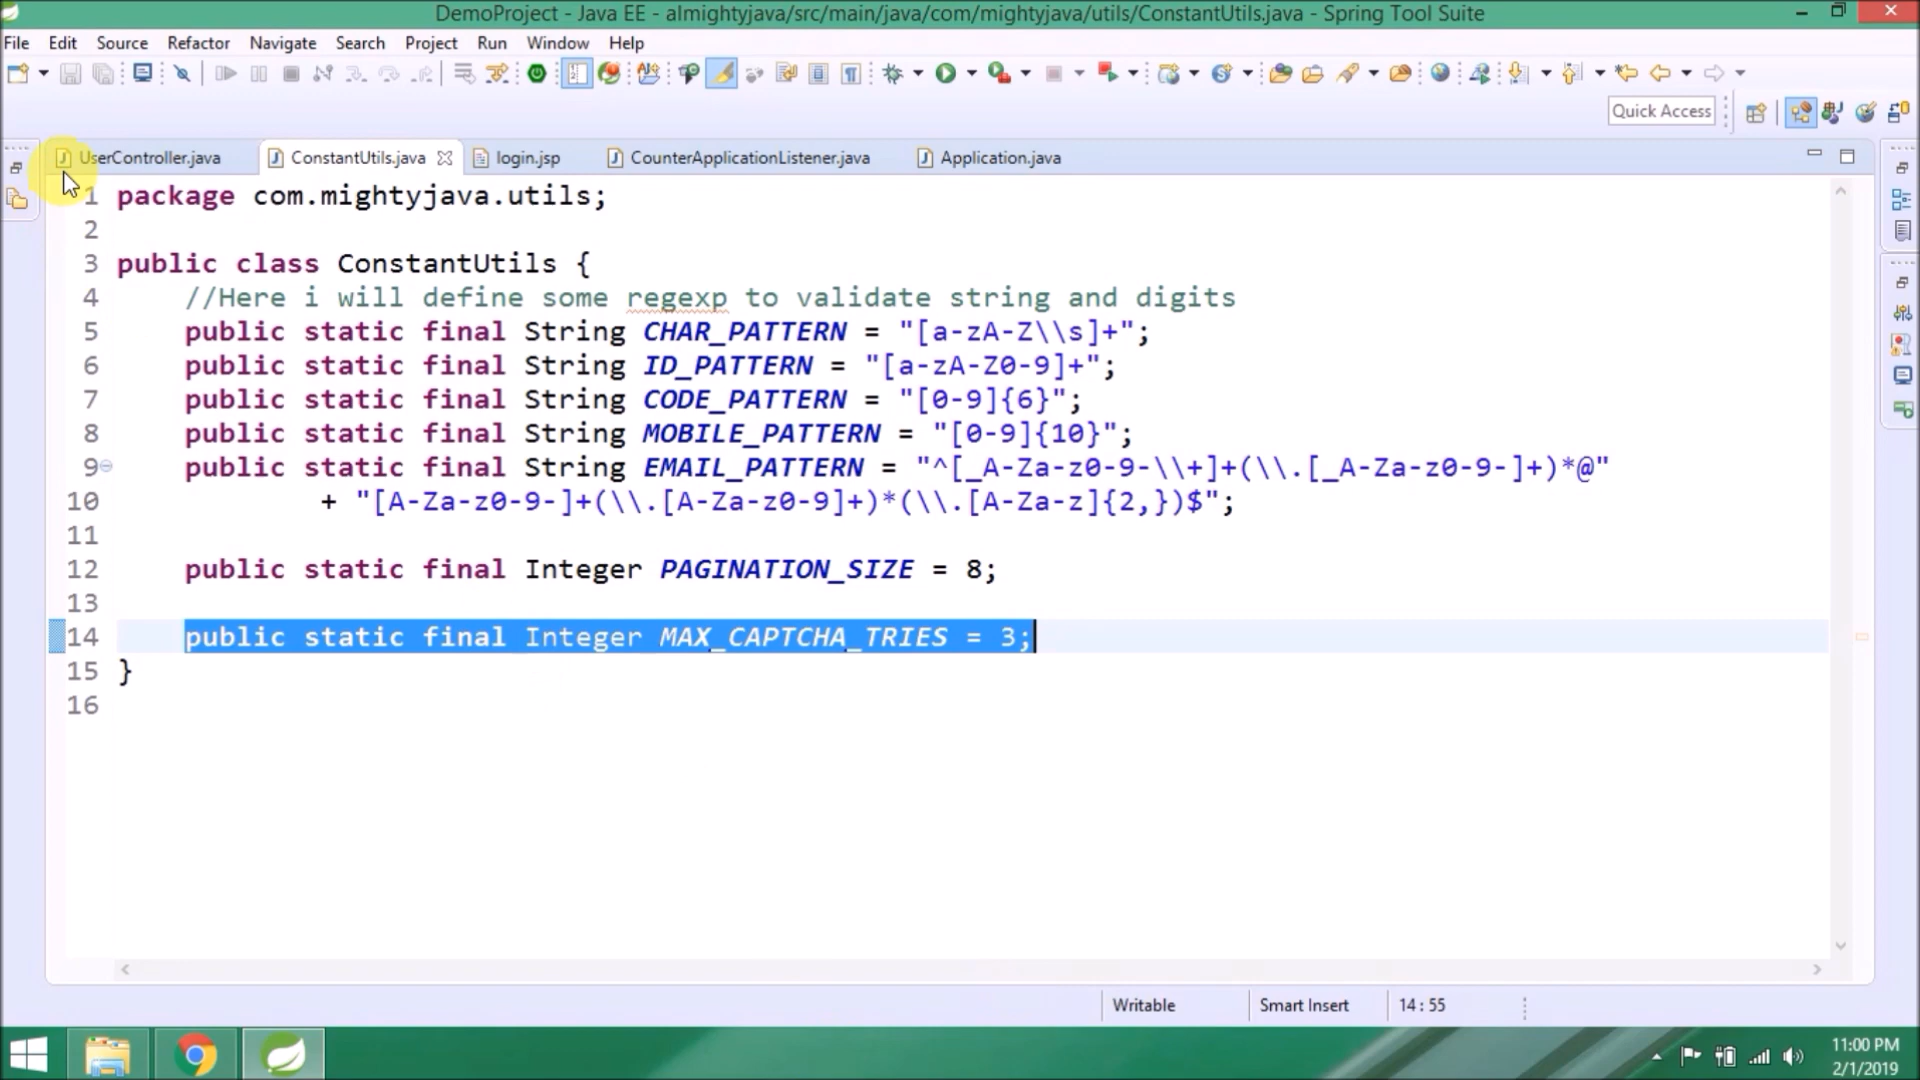 DemoProject - Java EE - almightyjava/src/main/java/com/mightyjava/utils/ConstantUtils.java - Spring Tool Suite
File Edit Source Refactor Navigate Search Project Run Window Help
Quick Access
UserController.java ConstantUtils.java login.jsp CounterApplicationListener.java Application.java
1 package com.mightyjava.utils;
2
3 public class ConstantUtils {
4 //Here i will define some regexp to validate string and digits
5 public static final String CHAR_PATTERN = "[a-zA-Z\\s]+";
6 public static final String ID_PATTERN = "[a-zA-Z0-9]+";
7 public static final String CODE_PATTERN = "[0-9]{6}";
8 public static final String MOBILE_PATTERN = "[0-9]{10}";
9 public static final String EMAIL_PATTERN = "^[_A-Za-z0-9-\\+]+(\\.[_A-Za-z0-9-]+)*@"
10 + "[A-Za-z0-9-]+(\\.[A-Za-z0-9]+)*(\\.[A-Za-z]{2,})$";
11
12 public static final Integer PAGINATION_SIZE = 8;
13
14 public static final Integer MAX_CAPTCHA_TRIES = 3;
15 }
16
Writable Smart Insert 14 : 55
11:00 PM
2/1/2019